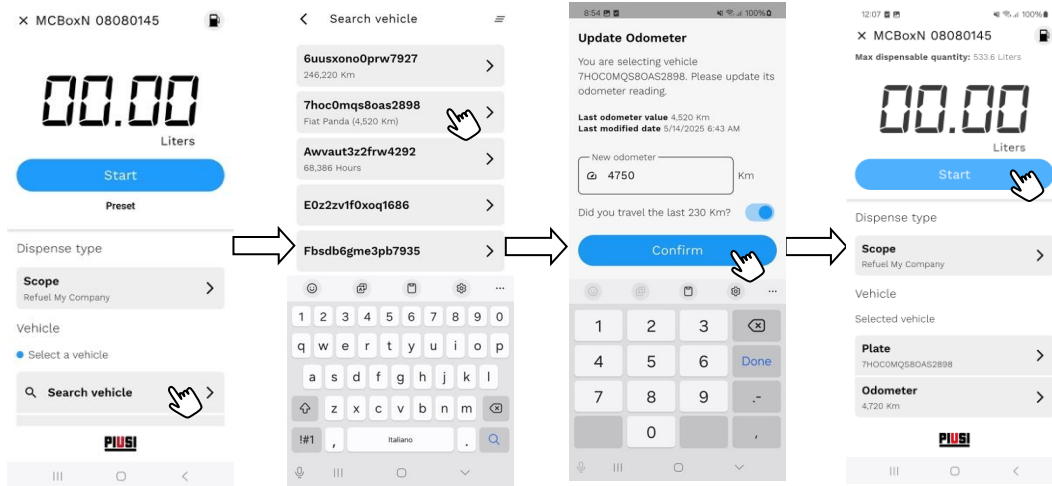 MCBoxN 08080145
00.00
Liters
Start
Preset
Dispense type
Scope
Refuel My Company
Vehicle
Select a vehicle
Search vehicle
PIUSI
Search vehicle
6uusxono0prw7927
246,220 Km
7hoc0mqs8oas2898
Fiat Panda (4,520 Km)
Awvaut3z2frw4292
68,386 Hours
E0z2zv1f0xoq1686
Fbsdb6gme3pb7935
1 2 3 4 5 6 7 8 9 0
q w e r t y u i o p
a s d f g h j k l
z x c v b n m
!#1 , Italiano .
8:54 100%
Update Odometer
You are selecting vehicle
7HOC0MQS8OAS2898. Please update its
odometer reading.
Last odometer value 4,520 Km
Last modified date 5/14/2025 6:43 AM
New odometer
4750 Km
Did you travel the last 230 Km?
Confirm
1 2 3
4 5 6 Done
7 8 9 .-
0 ,
12:07 100%
MCBoxN 08080145
Max dispensable quantity: 533.6 Liters
00.00
Liters
Start
Dispense type
Scope
Refuel My Company
Vehicle
Selected vehicle
Plate
7HOC0MQS8OAS2898
Odometer
4,720 Km
PIUSI